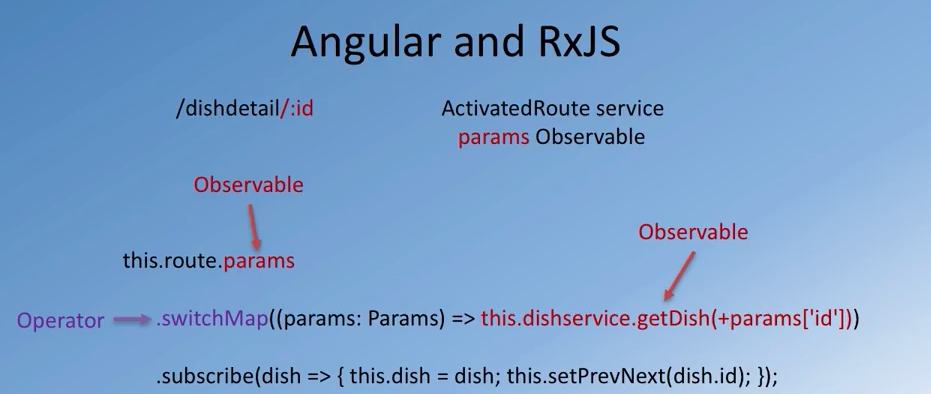 Angular and RxJS
/dishdetail/:id
ActivatedRoute service
params Observable
Observable
this.route.params
Observable
Operator
.switchMap((params: Params) => this.dishservice.getDish(+params['id']))
.subscribe(dish => { this.dish = dish; this.setPrevNext(dish.id); });